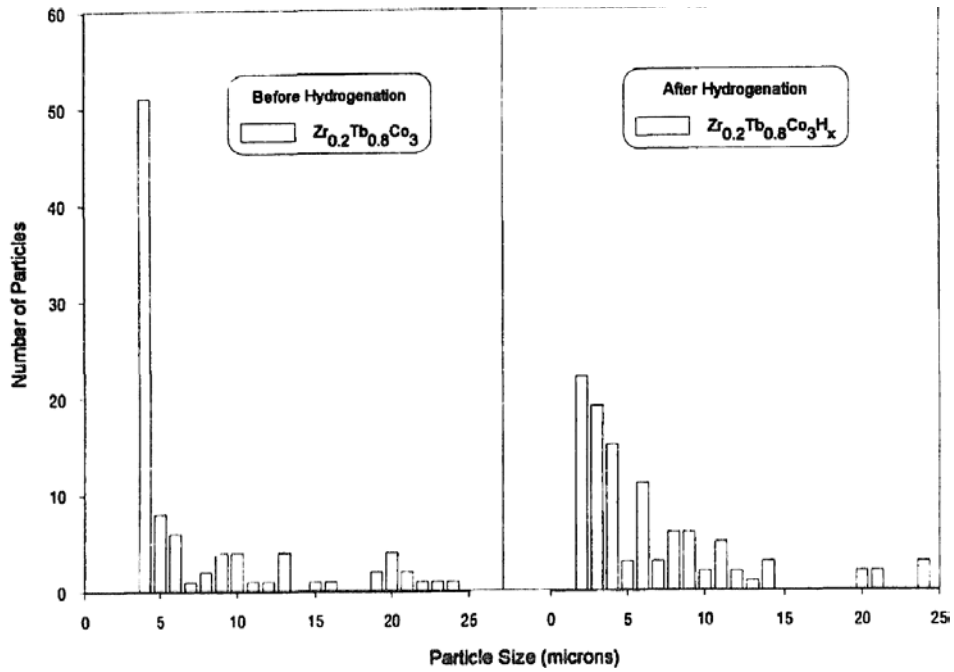 60
50
40
30
20
10
0
Number of Particles
Before Hydrogenation
Zr0.2Tb0.8Co3
After Hydrogenation
Zr0.2Tb0.8Co3Hx
0 5 10 15 20 25 0 5 10 15 20 25
Particle Size (microns)